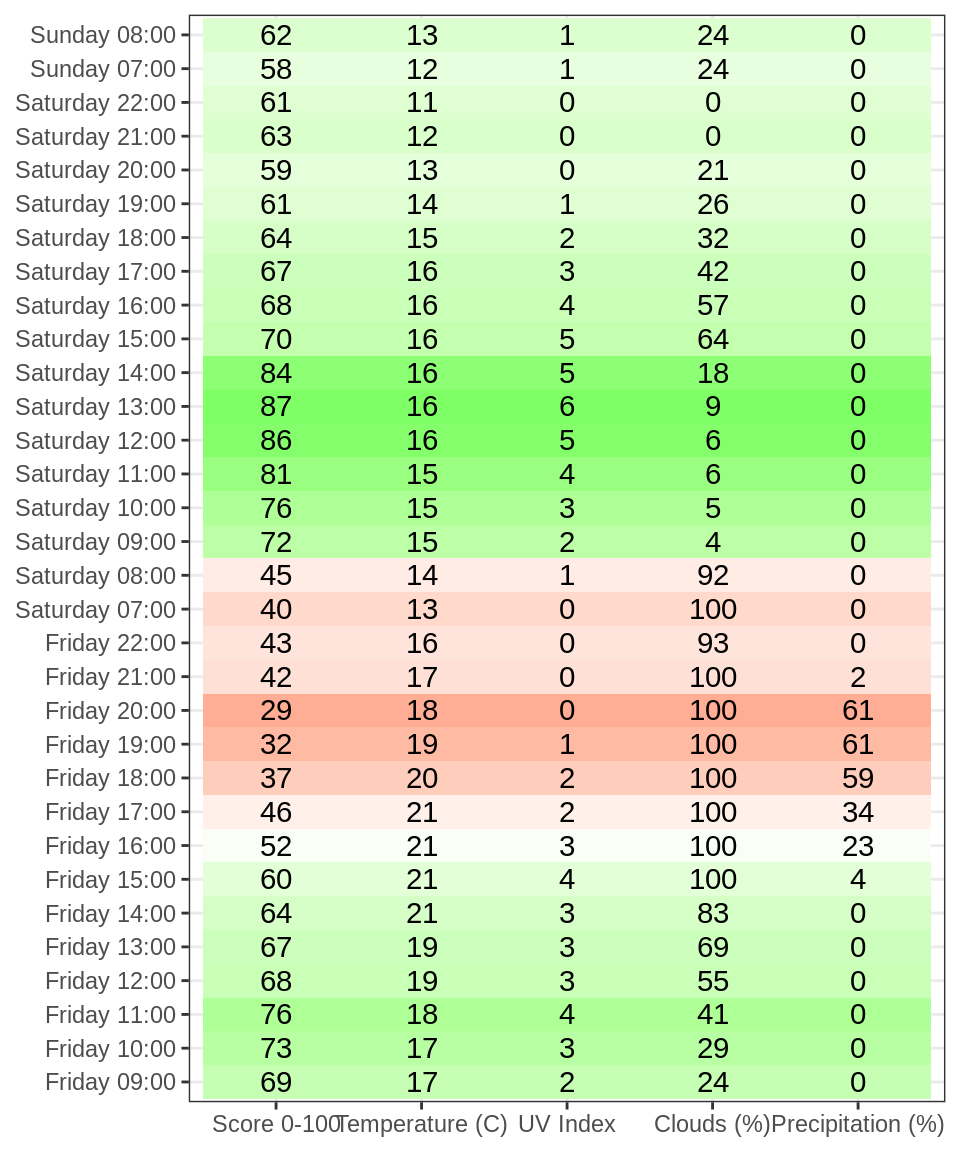 Sunday 08:00 62 13 1 24 0
Sunday 07:00 58 12 1 24 0
Saturday 22:00 61 11 0 0 0
Saturday 21:00 63 12 0 0 0
Saturday 20:00 59 13 0 21 0
Saturday 19:00 61 14 1 26 0
Saturday 18:00 64 15 2 32 0
Saturday 17:00 67 16 3 42 0
Saturday 16:00 68 16 4 57 0
Saturday 15:00 70 16 5 64 0
Saturday 14:00 84 16 5 18 0
Saturday 13:00 87 16 6 9 0
Saturday 12:00 86 16 5 6 0
Saturday 11:00 81 15 4 6 0
Saturday 10:00 76 15 3 5 0
Saturday 09:00 72 15 2 4 0
Saturday 08:00 45 14 1 92 0
Saturday 07:00 40 13 0 100 0
Friday 22:00 43 16 0 93 0
Friday 21:00 42 17 0 100 2
Friday 20:00 29 18 0 100 61
Friday 19:00 32 19 1 100 61
Friday 18:00 37 20 2 100 59
Friday 17:00 46 21 2 100 34
Friday 16:00 52 21 3 100 23
Friday 15:00 60 21 4 100 4
Friday 14:00 64 21 3 83 0
Friday 13:00 67 19 3 69 0
Friday 12:00 68 19 3 55 0
Friday 11:00 76 18 4 41 0
Friday 10:00 73 17 3 29 0
Friday 09:00 69 17 2 24 0
Score 0-100 Temperature (C) UV Index Clouds (%) Precipitation (%)